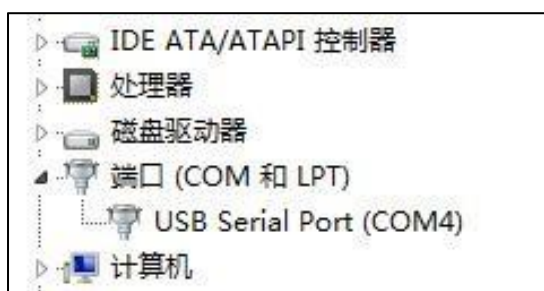 IDE ATA/ATAPI 控制器
处理器
磁盘驱动器
端口 (COM 和 LPT)
USB Serial Port (COM4)
计算机